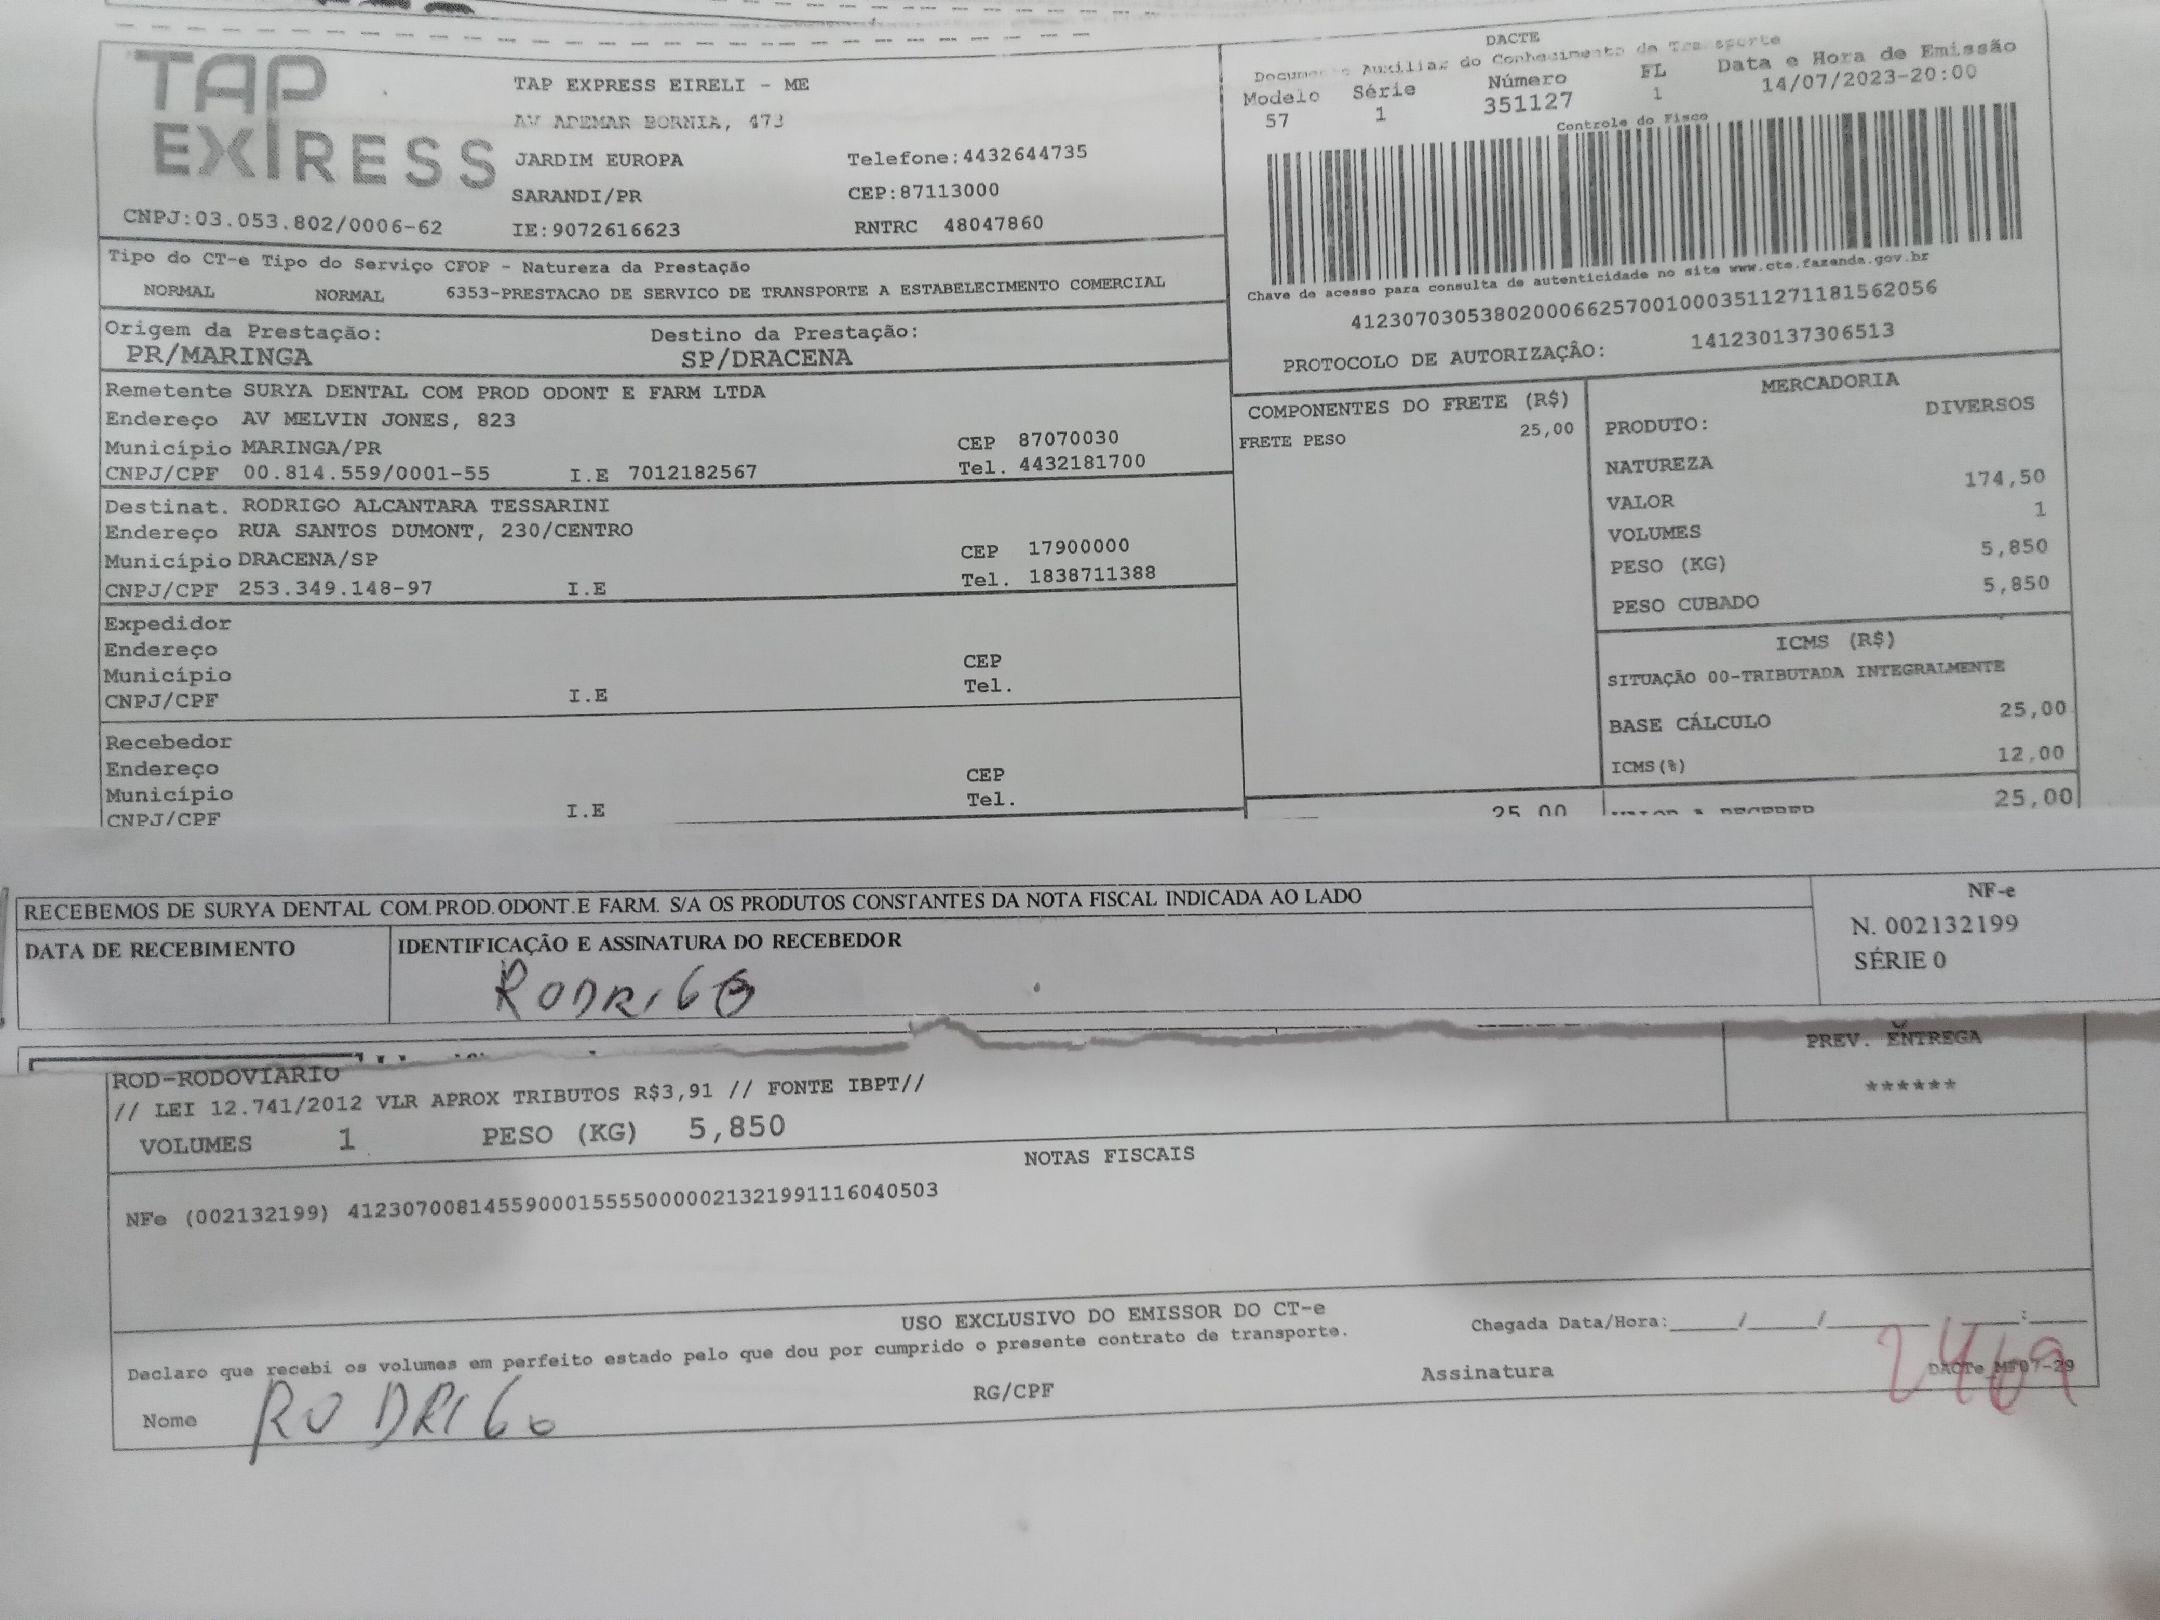 DACTE
Documento Auxiliar do Conhecimento de Transporte
Modelo Série Número FL Data e Hora de Emissão
57 1 351127 1 14/07/2023-20:00
Controle do Fisco
TAP EXPRESS
TAP EXPRESS EIRELI - ME
AV ADEMAR BORNIA, 473
JARDIM EUROPA Telefone:4432644735
SARANDI/PR CEP:87113000
CNPJ:03.053.802/0006-62 IE:9072616623 RNTRC 48047860
Chave de acesso para consulta de autenticidade no site www.cte.fazenda.gov.br
41230703053802000662570010003511271181562056
PROTOCOLO DE AUTORIZAÇÃO: 141230137306513
Tipo do CT-e Tipo do Serviço CFOP - Natureza da Prestação
NORMAL NORMAL 6353-PRESTACAO DE SERVICO DE TRANSPORTE A ESTABELECIMENTO COMERCIAL
Origem da Prestação: Destino da Prestação:
PR/MARINGA SP/DRACENA
Remetente SURYA DENTAL COM PROD ODONT E FARM LTDA
Endereço AV MELVIN JONES, 823
Município MARINGA/PR CEP 87070030
CNPJ/CPF 00.814.559/0001-55 I.E 7012182567 Tel. 4432181700
Destinat. RODRIGO ALCANTARA TESSARINI
Endereço RUA SANTOS DUMONT, 230/CENTRO
Município DRACENA/SP CEP 17900000
CNPJ/CPF 253.349.148-97 I.E Tel. 1838711388
Expedidor
Endereço
Município CEP
CNPJ/CPF I.E Tel.
Recebedor
Endereço
Município CEP
CNPJ/CPF I.E Tel.
COMPONENTES DO FRETE (R$)
FRETE PESO 25,00
25,00
MERCADORIA
PRODUTO: DIVERSOS
NATUREZA
VALOR 174,50
VOLUMES 1
PESO (KG) 5,850
PESO CUBADO 5,850
ICMS (R$)
SITUAÇÃO 00-TRIBUTADA INTEGRALMENTE
BASE CÁLCULO 25,00
ICMS(%) 12,00
VALOR A RECEBER 25,00
RECEBEMOS DE SURYA DENTAL COM.PROD.ODONT.E FARM. S/A OS PRODUTOS CONSTANTES DA NOTA FISCAL INDICADA AO LADO
NF-e
N. 002132199
SÉRIE 0
DATA DE RECEBIMENTO IDENTIFICAÇÃO E ASSINATURA DO RECEBEDOR
RODRIGO
ROD-RODOVIARIO PREV. ENTREGA
// LEI 12.741/2012 VLR APROX TRIBUTOS R$3,91 // FONTE IBPT// ******
VOLUMES 1 PESO (KG) 5,850
NOTAS FISCAIS
NFe (002132199) 41230700814559000155550000021321991116040503
USO EXCLUSIVO DO EMISSOR DO CT-e
Declaro que recebi os volumes em perfeito estado pelo que dou por cumprido o presente contrato de transporte. Chegada Data/Hora:_____/_____/_______ ____:____
Nome RODRIGO RG/CPF Assinatura